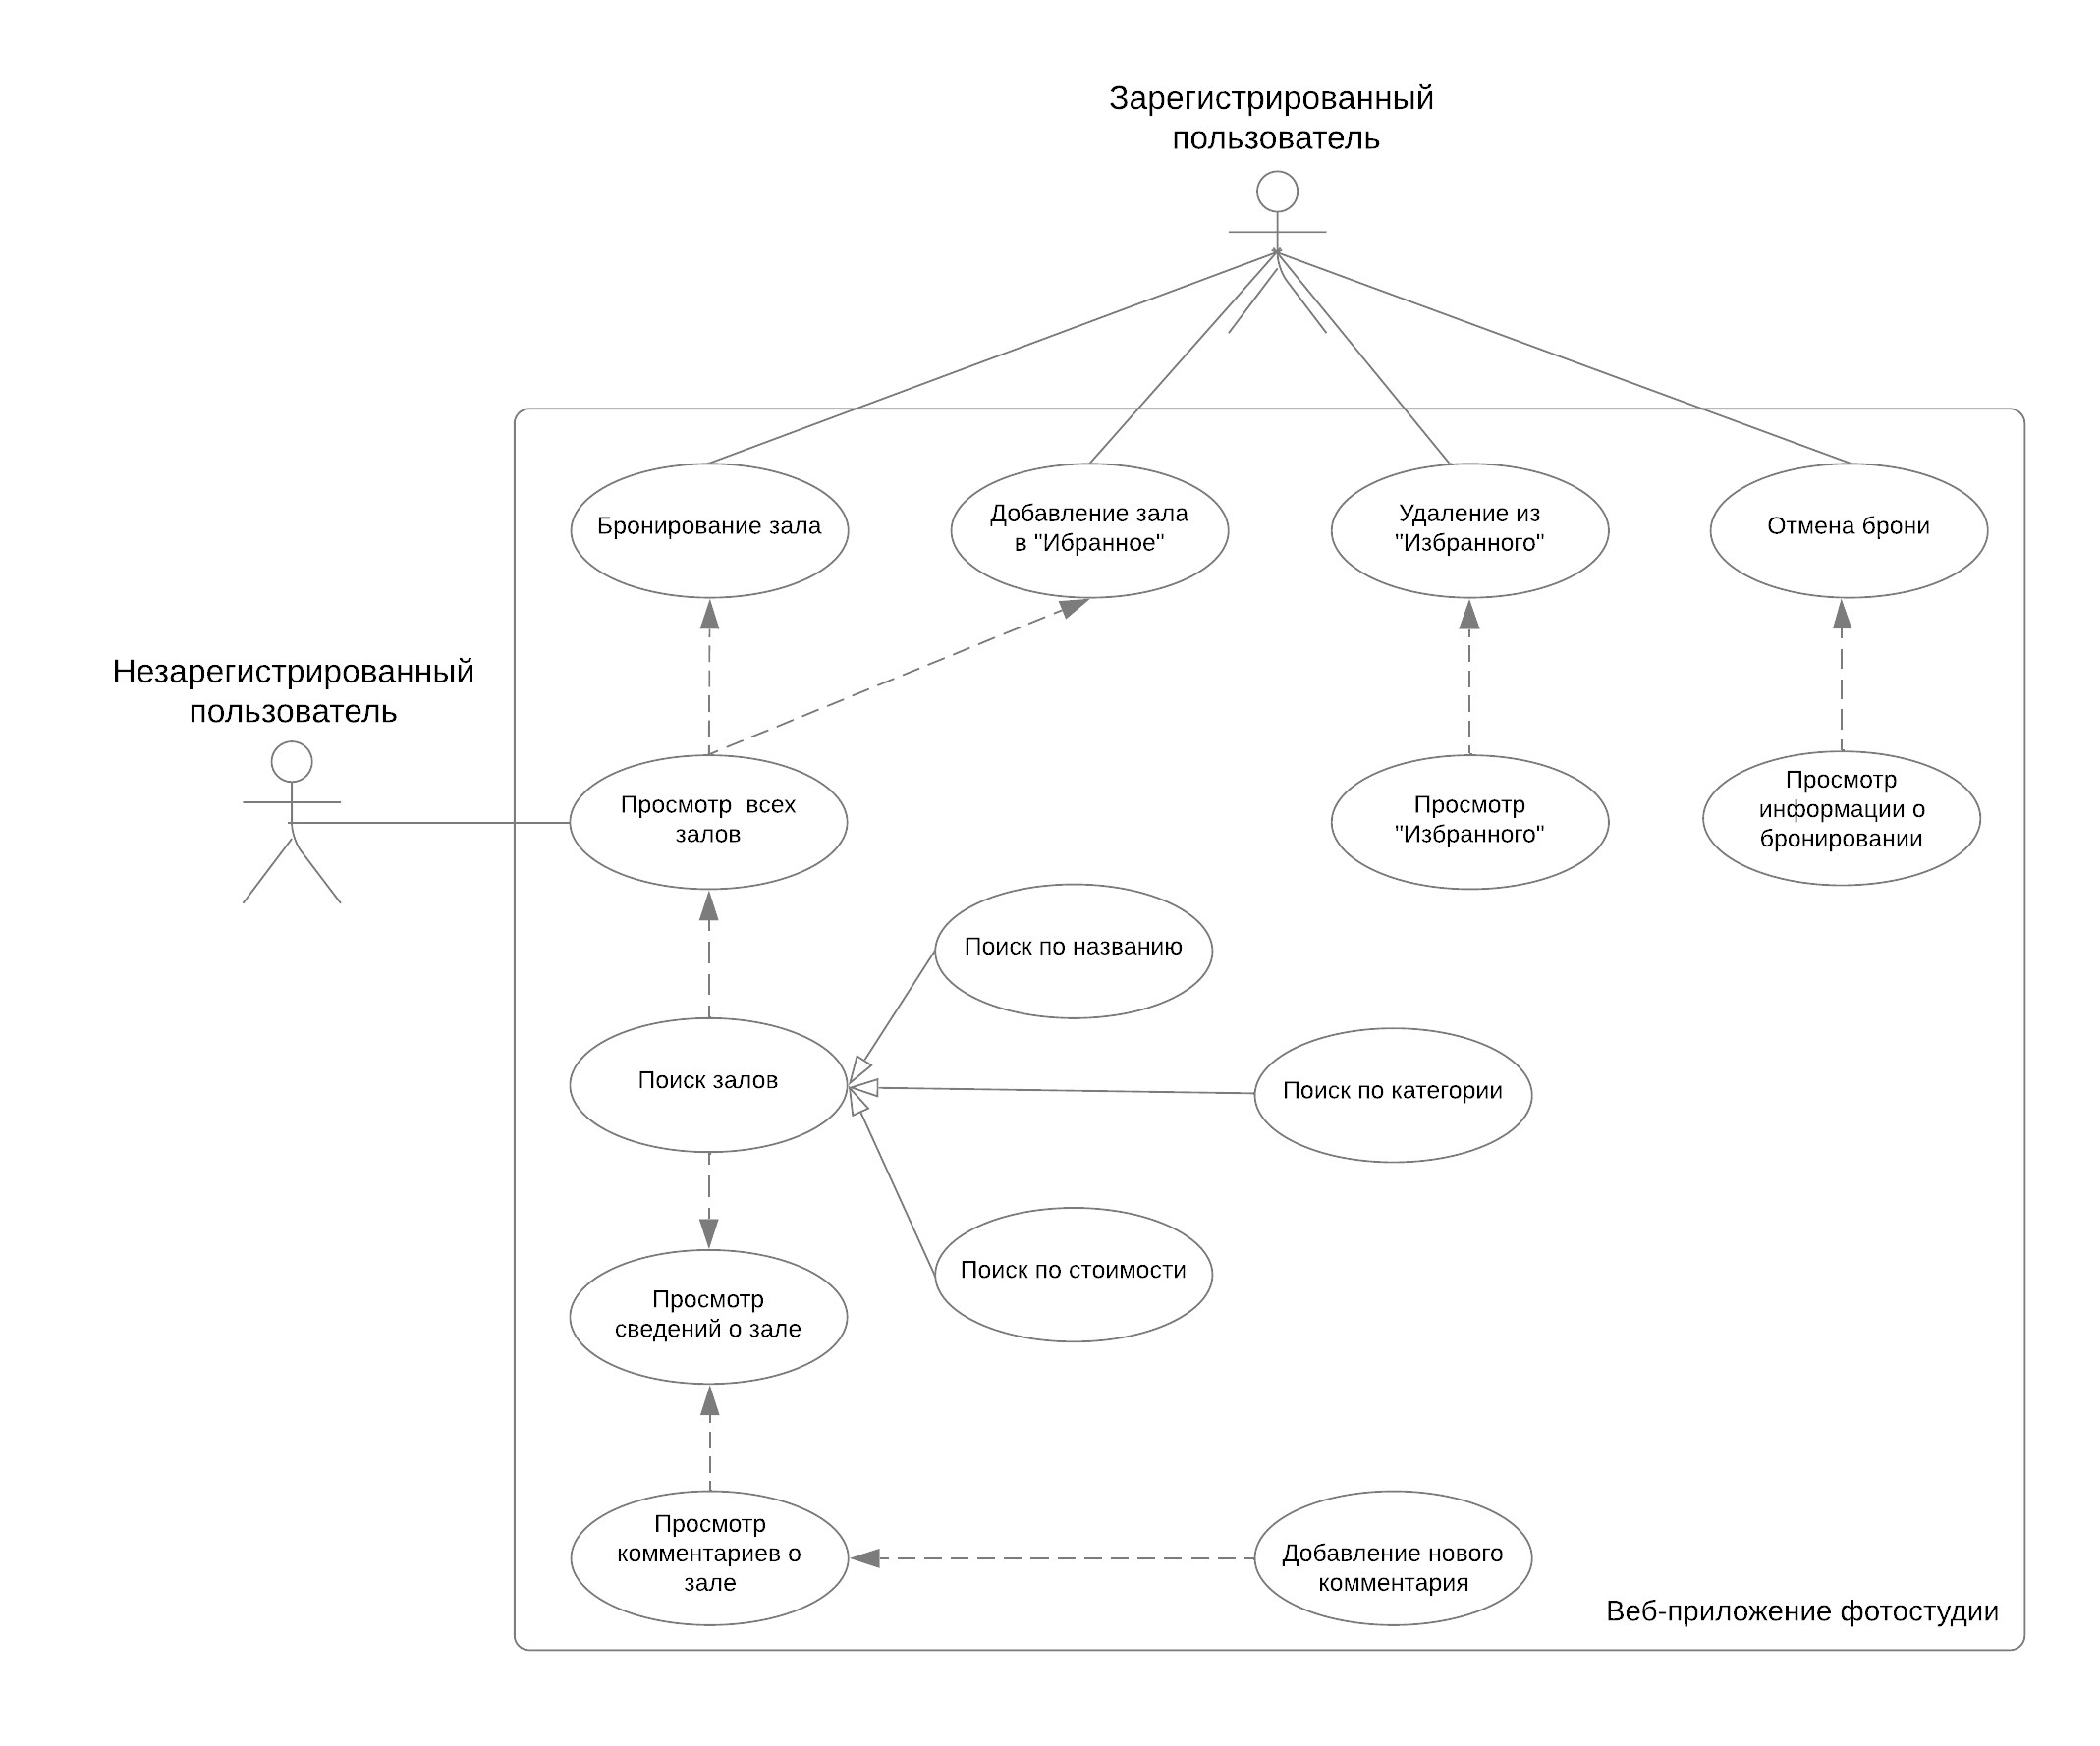 Зарегистрированный
пользователь
Бронирование зала
Добавление зала
в "Ибранное"
Удаление из
"Избранного"
Отмена брони
Незарегистрированный
пользователь
Просмотр  всех
залов
Просмотр
"Избранного"
Просмотр
информации о
бронировании
Поиск по названию
Поиск залов
Поиск по категории
Поиск по стоимости
Просмотр
сведений о зале
Просмотр
комментариев о
зале
Добавление нового
комментария
Веб-приложение фотостудии